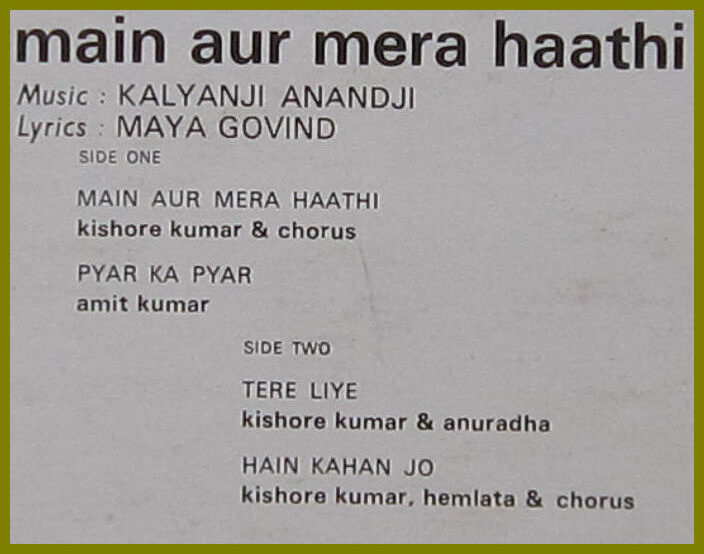 main aur mera haathi
Music : KALYANJI ANANDJI
Lyrics : MAYA GOVIND
SIDE ONE
MAIN AUR MERA HAATHI
kishore kumar & chorus
PYAR KA PYAR
amit kumar
SIDE TWO
TERE LIYE
kishore kumar & anuradha
HAIN KAHAN JO
kishore kumar, hemlata & chorus